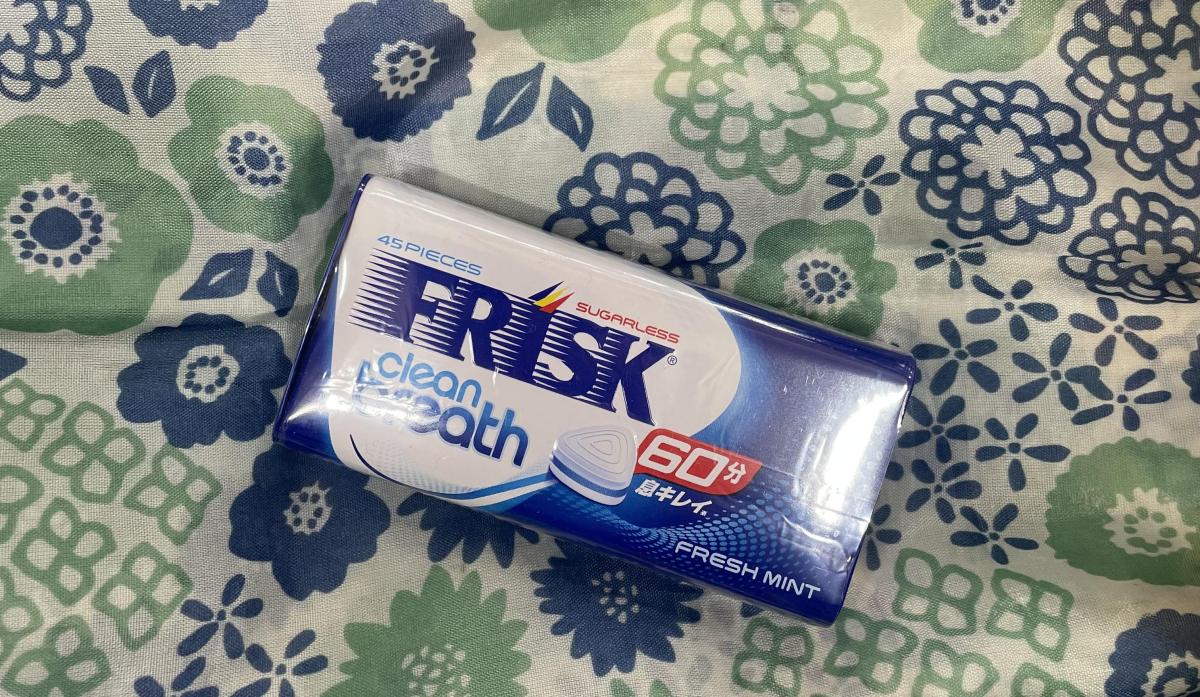 45 PIECES
FRISK®
SUGARLESS
clean
breath
60分
息キレイ。
FRESH MINT